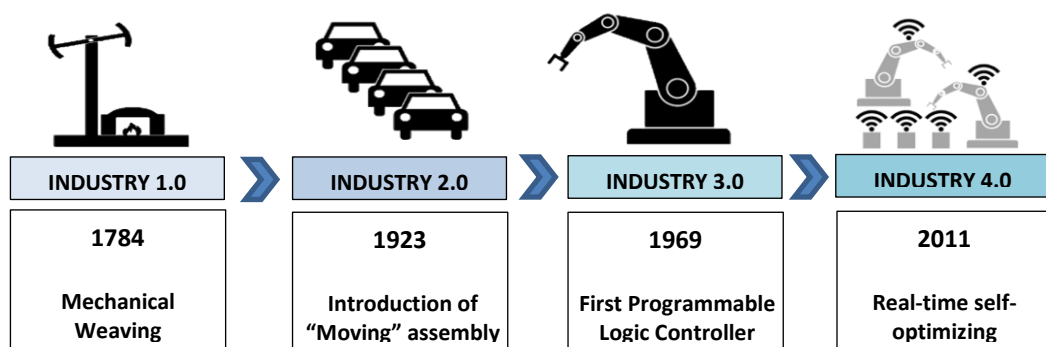 INDUSTRY 1.0
INDUSTRY 2.0
INDUSTRY 3.0
INDUSTRY 4.0
1784
Mechanical
Weaving
1923
Introduction of
“Moving” assembly
1969
First Programmable
Logic Controller
2011
Real-time self-
optimizing